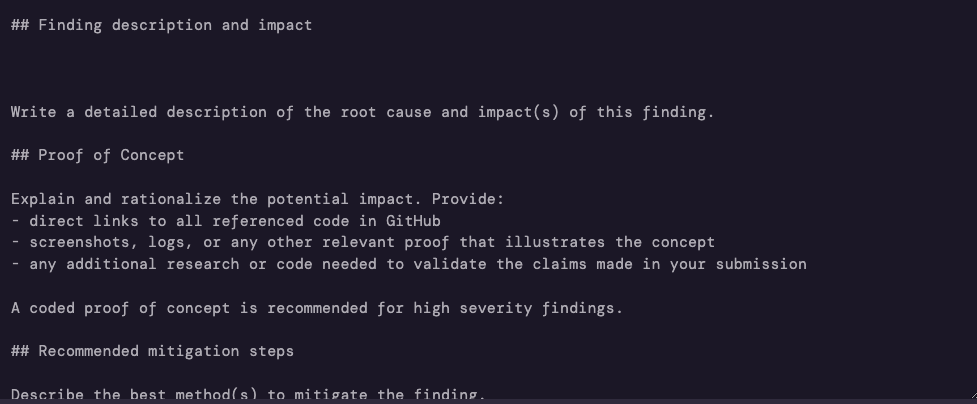 ## Finding description and impact
Write a detailed description of the root cause and impact(s) of this finding.
## Proof of Concept
Explain and rationalize the potential impact. Provide:
- direct links to all referenced code in GitHub
- screenshots, logs, or any other relevant proof that illustrates the concept
- any additional research or code needed to validate the claims made in your submission
A coded proof of concept is recommended for high severity findings.
## Recommended mitigation steps
Describe the best method(s) to mitigate the finding.